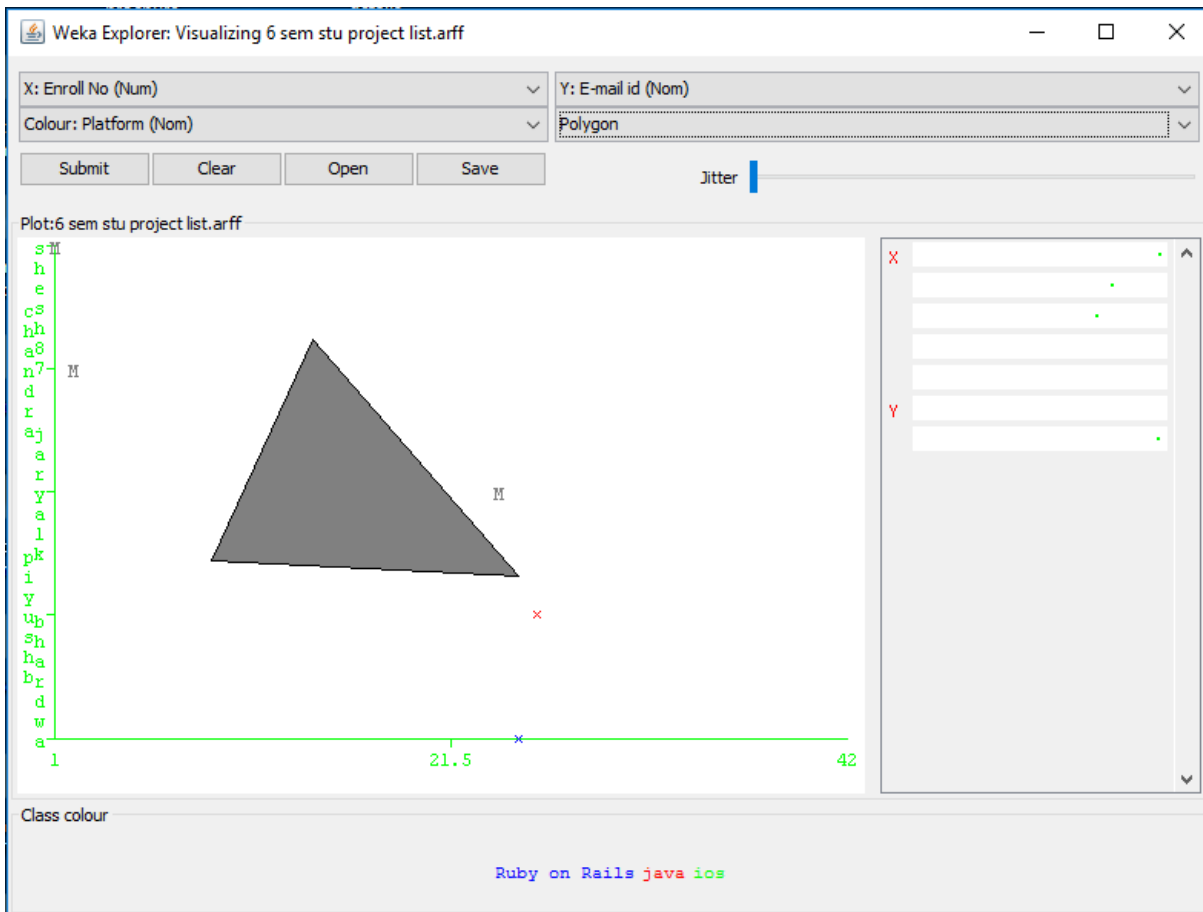 Weka Explorer: Visualizing 6 sem stu project list.arff
X: Enroll No (Num)
Y: E-mail id (Nom)
Colour: Platform (Nom)
Polygon
Submit
Clear
Open
Save
Jitter
Plot:6 sem stu project list.arff
M
M
M
1
21.5
42
X
Y
Class colour
Ruby on Rails java ios